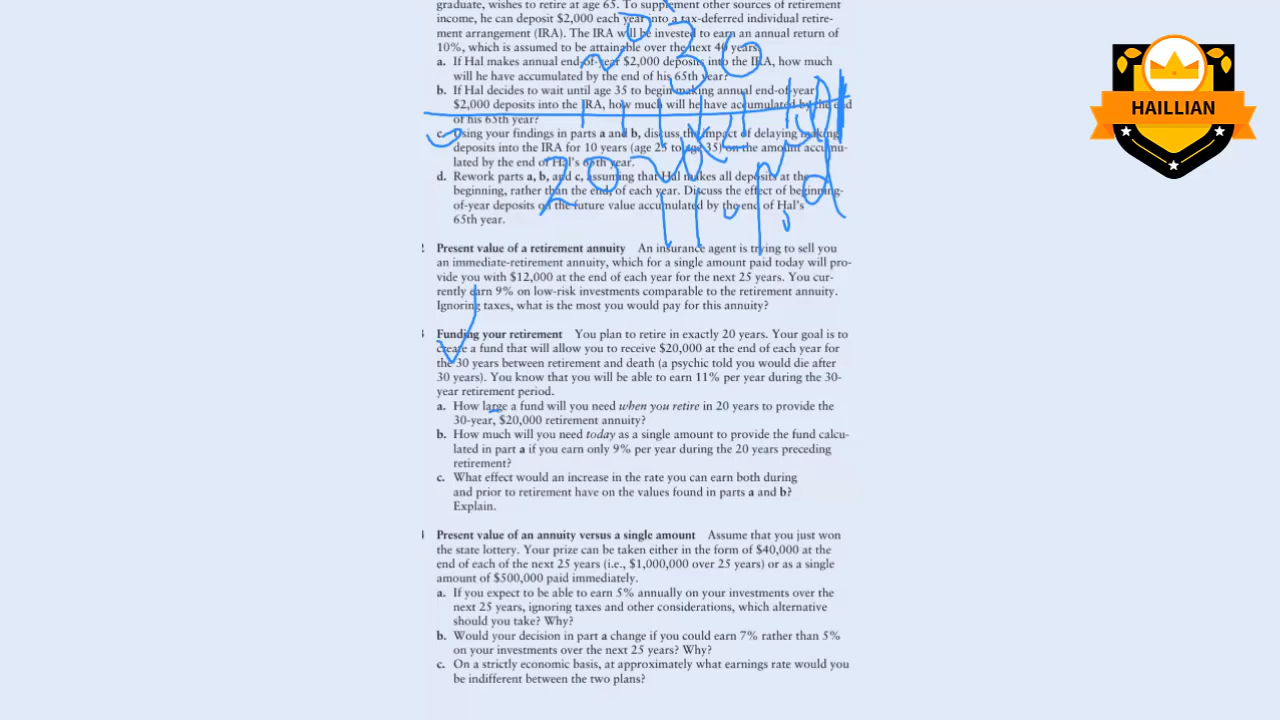 graduate, wishes to retire at age 65. To supplement other sources of retirement
income, he can deposit $2,000 each year into a tax-deferred individual retire-
ment arrangement (IRA). The IRA will be invested to earn an annual return of
10%, which is assumed to be attainable over the next 40 years.
a. If Hal makes annual end-of-year $2,000 deposits into the IRA, how much
will he have accumulated by the end of his 65th year?
b. If Hal decides to wait until age 35 to begin making annual end-of-year
$2,000 deposits into the IRA, how much will he have accumulated by the end
of his 65th year?
c. Using your findings in parts a and b, discuss the impact of delaying making
deposits into the IRA for 10 years (age 25 to age 35) on the amount accumu-
lated by the end of Hal's 65th year.
d. Rework parts a, b, and c, assuming that Hal makes all deposits at the
beginning, rather than the end, of each year. Discuss the effect of beginning-
of-year deposits on the future value accumulated by the end of Hal's
65th year.
Present value of a retirement annuity An insurance agent is trying to sell you
an immediate-retirement annuity, which for a single amount paid today will pro-
vide you with $12,000 at the end of each year for the next 25 years. You cur-
rently earn 9% on low-risk investments comparable to the retirement annuity.
Ignoring taxes, what is the most you would pay for this annuity?
Funding your retirement You plan to retire in exactly 20 years. Your goal is to
create a fund that will allow you to receive $20,000 at the end of each year for
the 30 years between retirement and death (a psychic told you would die after
30 years). You know that you will be able to earn 11% per year during the 30-
year retirement period.
a. How large a fund will you need when you retire in 20 years to provide the
30-year, $20,000 retirement annuity?
b. How much will you need today as a single amount to provide the fund calcu-
lated in part a if you earn only 9% per year during the 20 years preceding
retirement?
c. What effect would an increase in the rate you can earn both during
and prior to retirement have on the values found in parts a and b?
Explain.
Present value of an annuity versus a single amount Assume that you just won
the state lottery. Your prize can be taken either in the form of $40,000 at the
end of each of the next 25 years (i.e., $1,000,000 over 25 years) or as a single
amount of $500,000 paid immediately.
a. If you expect to be able to earn 5% annually on your investments over the
next 25 years, ignoring taxes and other considerations, which alternative
should you take? Why?
b. Would your decision in part a change if you could earn 7% rather than 5%
on your investments over the next 25 years? Why?
c. On a strictly economic basis, at approximately what earnings rate would you
be indifferent between the two plans?
HAILLIAN